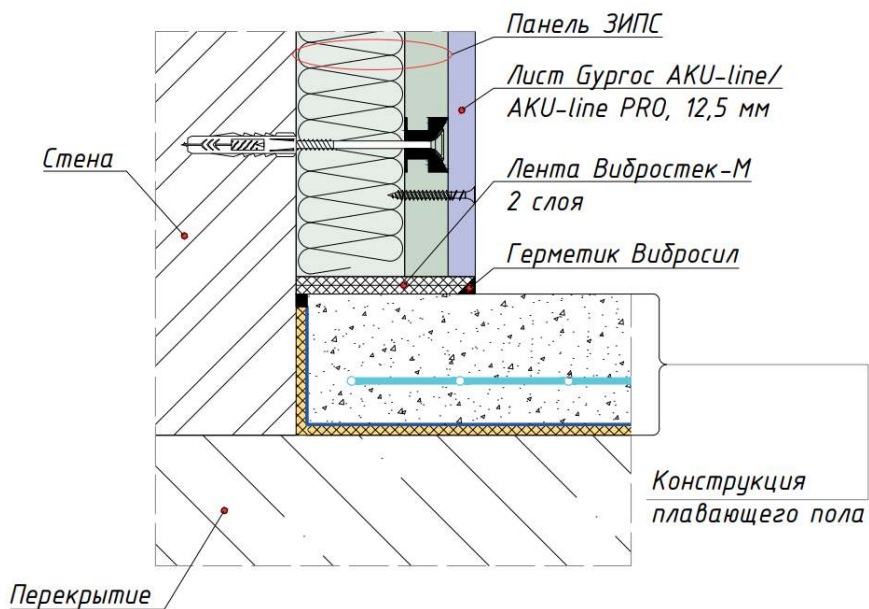 Панель ЗИПС
Лист Gyproc AKU-line/
AKU-line PRO, 12,5 мм
Стена
Лента Вибростек-М
2 слоя
Герметик Вибросил
Конструкция
плавающего пола
Перекрытие